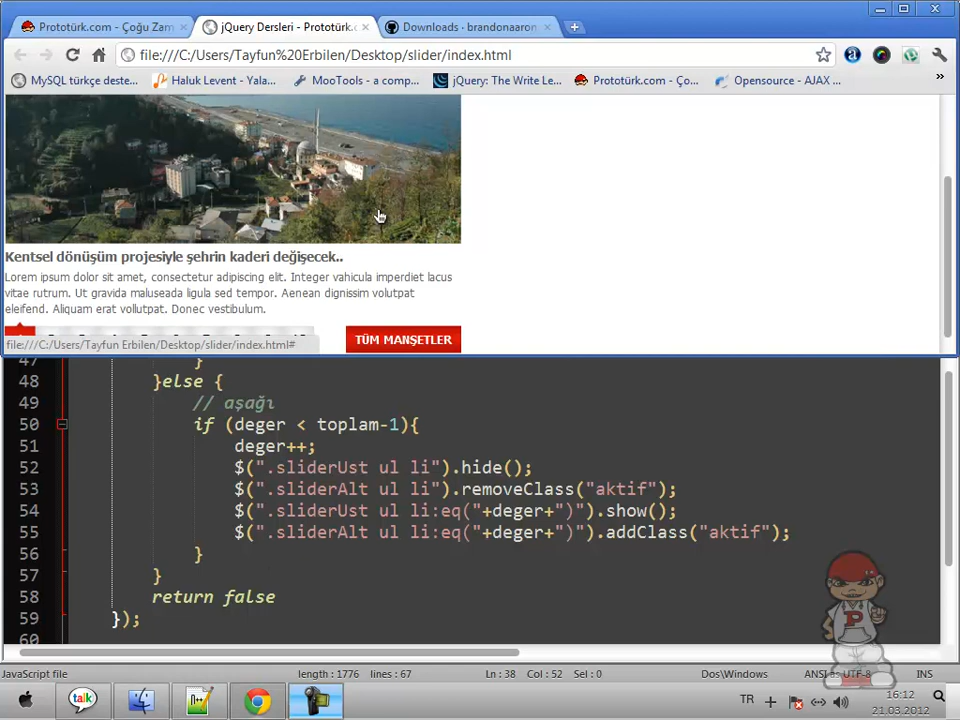 Prototürk.com - Çoğu Zam
jQuery Dersleri - Prototürk.
Downloads · brandonaaron
file:///C:/Users/Tayfun%20Erbilen/Desktop/slider/index.html
MySQL türkçe deste...
Haluk Levent - Yala...
MooTools - a comp...
jQuery: The Write Le...
Prototürk.com - Ço...
Opensource - AJAX ...
»
Kentsel dönüşüm projesiyle şehrin kaderi değişecek..
Lorem ipsum dolor sit amet, consectetur adipiscing elit. Integer vahicula imperdiet lacus
vitae rutrum. Ut gravida maluseada ligula sed tempor. Aenean dignissim volutpat
eleifend. Aliquam erat vollutpat. Donec vestibulum.
file:///C:/Users/Tayfun Erbilen/Desktop/slider/index.html#
TÜM MANŞETLER
47 }
48 }else {
49 // aşağı
50 if (deger < toplam-1){
51 deger++;
52 $(".sliderUst ul li").hide();
53 $(".sliderAlt ul li").removeClass("aktif");
54 $(".sliderUst ul li:eq("+deger+")").show();
55 $(".sliderAlt ul li:eq("+deger+")").addClass("aktif");
56 }
57 }
58 return false
59 });
60
P
JavaScript file length : 1776 lines : 67 Ln : 38 Col : 52 Sel : 0 Dos\Windows ANSI as UTF-8 INS
talk
TR
16:12
21.03.2012